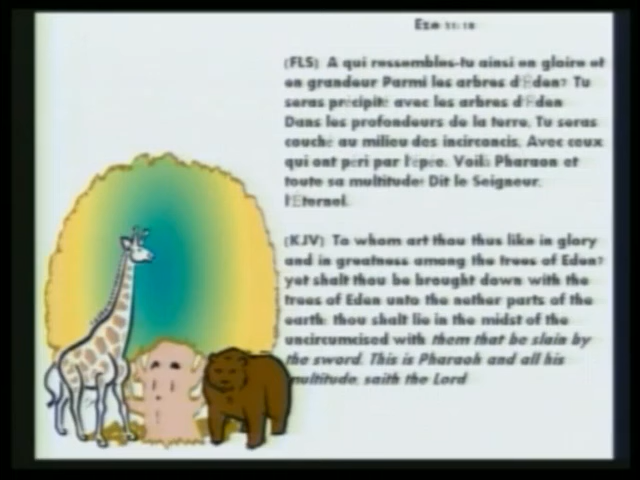 Eze 31:18
(FLS) A qui ressembles-tu ainsi en gloire et
en grandeur Parmi les arbres d'Éden? Tu
seras précipité avec les arbres d'Éden
Dans les profondeurs de la terre, Tu seras
couché au milieu des incirconcis, Avec ceux
qui ont péri par l'épée. Voilà Pharaon et
toute sa multitude! Dit le Seigneur,
l'Éternel.
(KJV) To whom art thou thus like in glory
and in greatness among the trees of Eden?
yet shalt thou be brought down with the
trees of Eden unto the nether parts of the
earth: thou shalt lie in the midst of the
uncircumcised with them that be slain by
the sword. This is Pharaoh and all his
multitude, saith the Lord